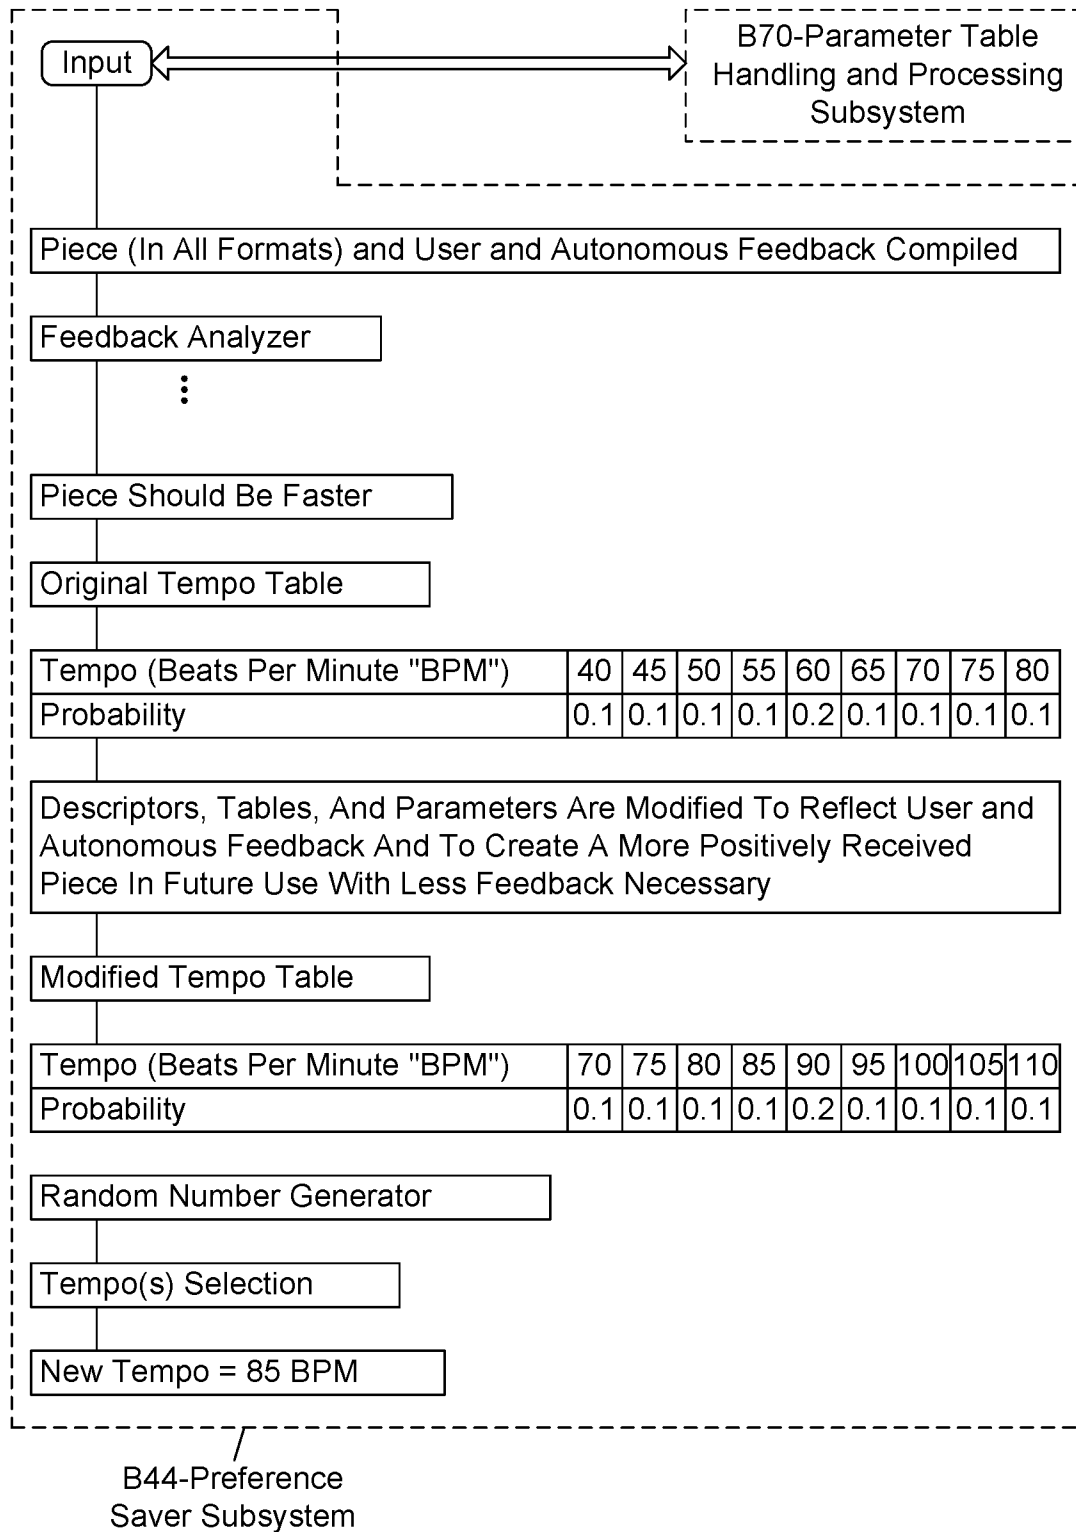 Input
B70-Parameter Table
Handling and Processing
Subsystem
Piece (In All Formats) and User and Autonomous Feedback Compiled
Feedback Analyzer
Piece Should Be Faster
Original Tempo Table
Tempo (Beats Per Minute "BPM") 40 45 50 55 60 65 70 75 80
Probability 0.1 0.1 0.1 0.1 0.2 0.1 0.1 0.1 0.1
Descriptors, Tables, And Parameters Are Modified To Reflect User and
Autonomous Feedback And To Create A More Positively Received
Piece In Future Use With Less Feedback Necessary
Modified Tempo Table
Tempo (Beats Per Minute "BPM") 70 75 80 85 90 95 100 105 110
Probability 0.1 0.1 0.1 0.1 0.2 0.1 0.1 0.1 0.1
Random Number Generator
Tempo(s) Selection
New Tempo = 85 BPM
B44-Preference
Saver Subsystem